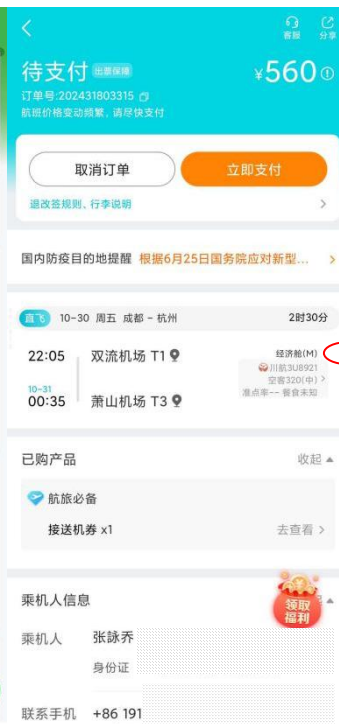 客服 分享
待支付 出票保障 ¥560
订单号:202431803315
航班价格变动频繁，请尽快支付
取消订单 立即支付
退改签规则、行李说明
国内防疫目的地提醒 根据6月25日国务院应对新型...
直飞 10-30 周五 成都 - 杭州 2时30分
22:05 双流机场 T1 经济舱(M)
川航3U8921
空客320(中)
准点率-- 餐食未知
10-31
00:35 萧山机场 T3
已购产品 收起
航旅必备
接送机券 x1 去查看
乘机人信息
领取
福利
乘机人 张詠乔
身份证
联系手机 +86 191